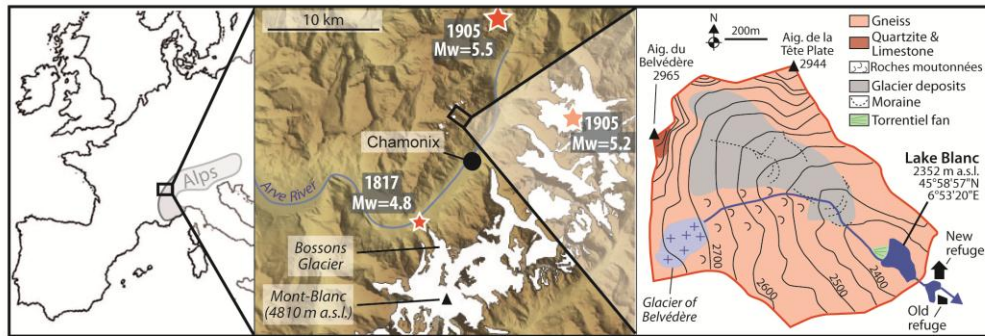 Alps
10 km
1905
Mw=5.5
Chamonix
1905
Mw=5.2
1817
Mw=4.8
Arve River
Bossons
Glacier
Mont-Blanc
(4810 m a.s.l.)
N
200m
Aig. du
Belvédère
2965
Aig. de la
Tête Plate
2944
Gneiss
Quartzite &
Limestone
Roches moutonnées
Glacier deposits
Moraine
Torrentiel fan
Lake Blanc
2352 m a.s.l.
45°58'57"N
6°53'20"E
2700
2600
2500
2400
Glacier of
Belvédère
New
refuge
Old
refuge